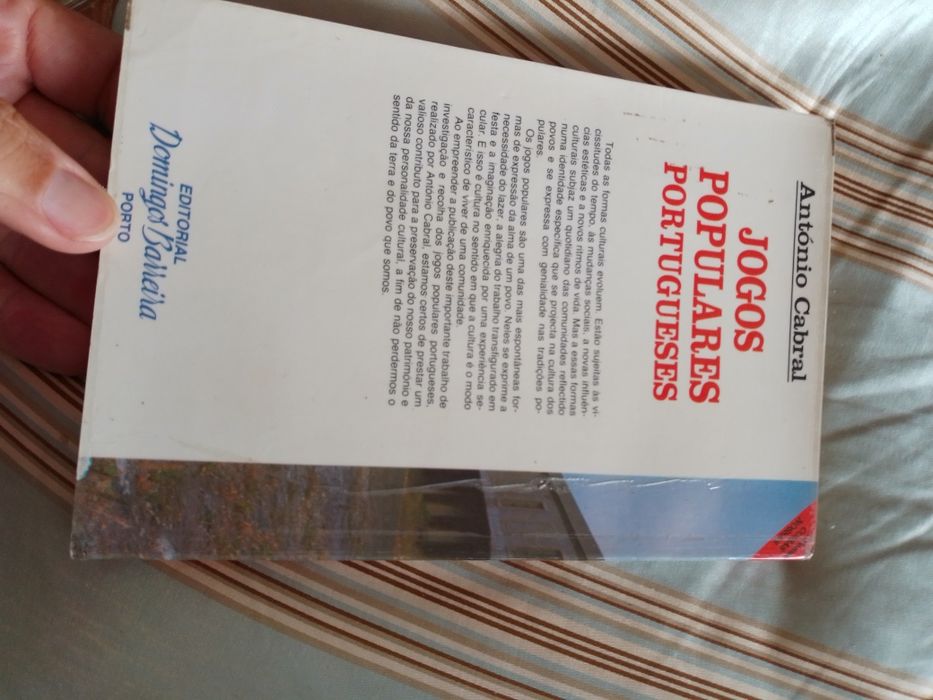 António Cabral
JOGOS
POPULARES
PORTUGUESES
Todas as formas culturais evoluem. Estão sujeitas às vi-
cissitudes do tempo, às mudanças sociais, a novas influên-
cias estéticas e a novos ritmos de vida. Mas a essas formas
culturais subjaz um quotidiano das comunidades reflectido
numa identidade específica que se projecta na cultura dos
povos e se expressa com genialidade nas tradições po-
pulares.
Os jogos populares são uma das mais espontâneas for-
mas de expressão da alma de um povo. Neles se exprime a
necessidade do lazer, a alegria do trabalho transfigurado em
festa e a imaginação enriquecida por uma experiência se-
cular. E isso é cultura no sentido em que a cultura é o modo
característico de viver de uma comunidade.
Ao empreender a publicação deste importante trabalho de
investigação e recolha dos jogos populares portugueses,
realizado por António Cabral, estamos certos de prestar um
valioso contributo para a preservação do nosso património e
da nossa personalidade cultural, a fim de não perdermos o
sentido da terra e do povo que somos.
EDITORIAL
Domingos Barreira
PORTO